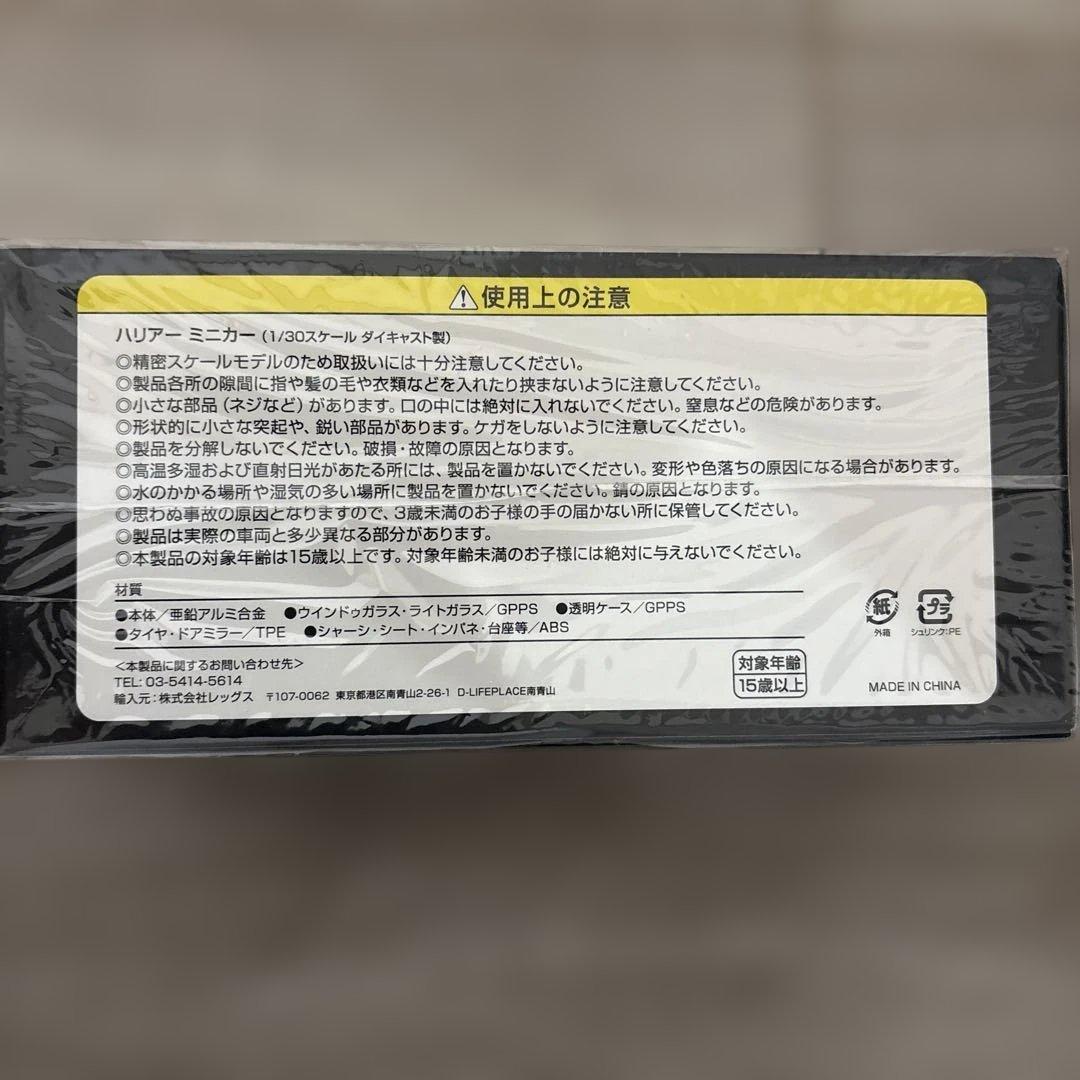 ⚠使用上の注意
ハリアー ミニカー（1/30スケール ダイキャスト製）
◎精密スケールモデルのため取扱いには十分注意してください。
◎製品各所の隙間に指や髪の毛や衣類などを入れたり挟まないように注意してください。
◎小さな部品（ネジなど）があります。口の中には絶対に入れないでください。窒息などの危険があります。
◎形状的に小さな突起や、鋭い部品があります。ケガをしないように注意してください。
◎製品を分解しないでください。破損・故障の原因となります。
◎高温多湿および直射日光があたる所には、製品を置かないでください。変形や色落ちの原因になる場合があります。
◎水のかかる場所や湿気の多い場所に製品を置かないでください。錆の原因となります。
◎思わぬ事故の原因となりますので、3歳未満のお子様の手の届かない所に保管してください。
◎製品は実際の車両と多少異なる部分があります。
◎本製品の対象年齢は15歳以上です。対象年齢未満のお子様には絶対に与えないでください。
材質
●本体／亜鉛アルミ合金 ●ウインドゥガラス・ライトガラス／GPPS ●透明ケース／GPPS
●タイヤ・ドアミラー／TPE ●シャーシ・シート・インパネ・台座等／ABS
紙
外箱
プラ
シュリンク:PE
＜本製品に関するお問い合わせ先＞
TEL: 03-5414-5614
輸入元：株式会社レッグス 〒107-0062 東京都港区南青山2-26-1 D-LIFEPLACE南青山
対象年齢
15歳以上
MADE IN CHINA